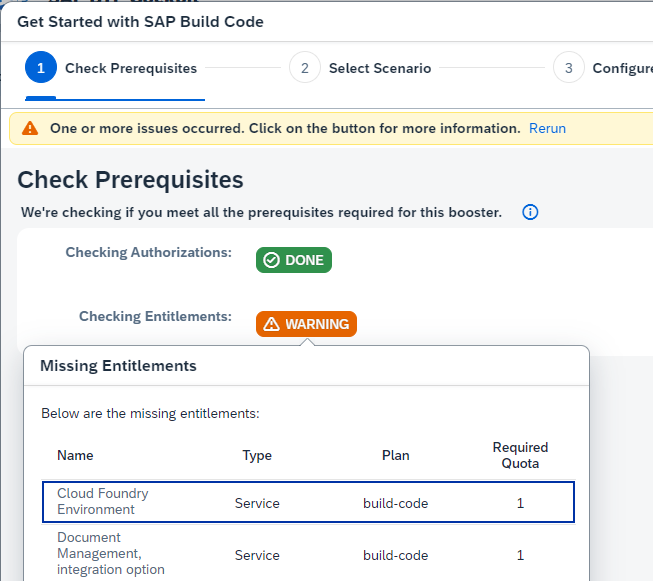 Get Started with SAP Build Code
1 Check Prerequisites 2 Select Scenario 3 Configure
One or more issues occurred. Click on the button for more information. Rerun
Check Prerequisites
We're checking if you meet all the prerequisites required for this booster.
Checking Authorizations: DONE
Checking Entitlements: WARNING
Missing Entitlements
Below are the missing entitlements:
Name Type Plan Required
Quota
Cloud Foundry
Environment Service build-code 1
Document
Management, Service build-code 1
integration option